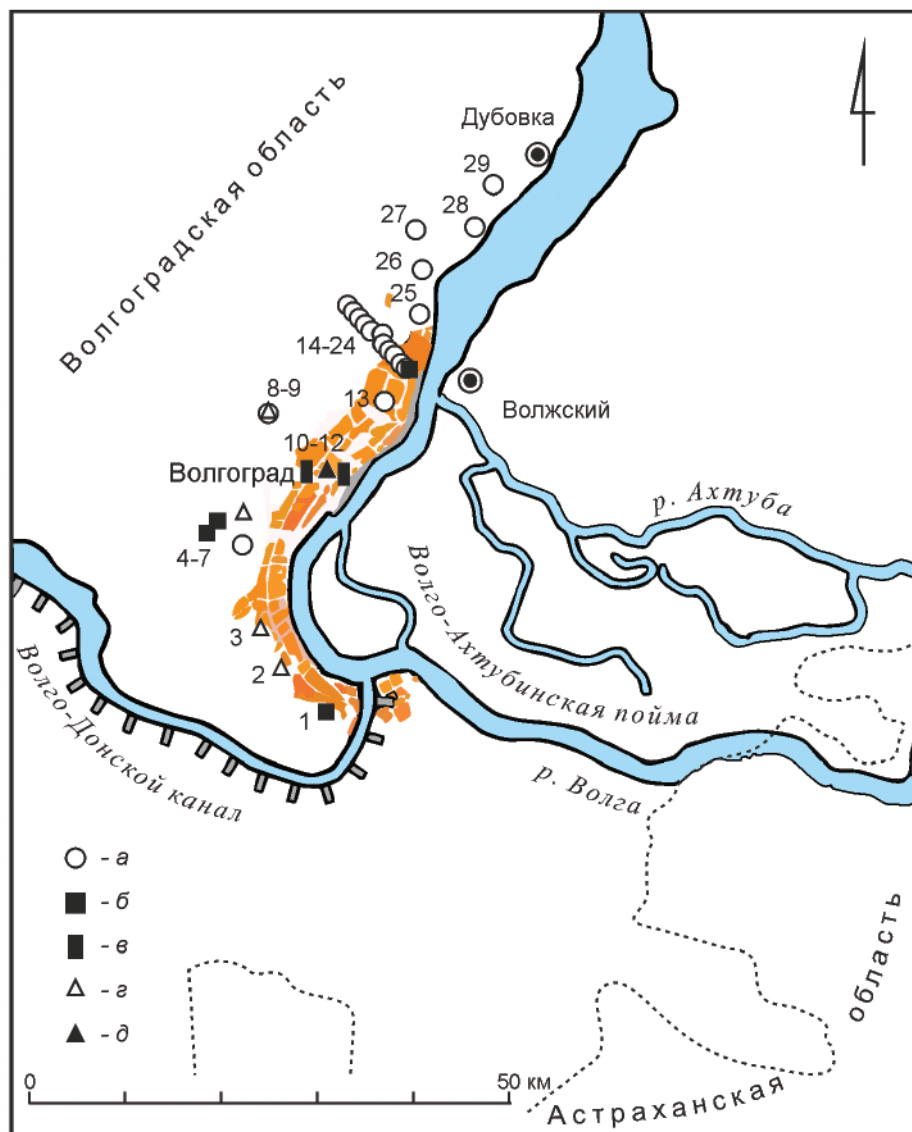 Волгоградская область
Дубовка
29
28
27
26
25
14-24
Волжский
8-9
13
10-12
Волгоград
р. Ахтуба
4-7
Волго-Ахтубинская пойма
3
2
1
Волго-Донской канал
р. Волга
- а
- б
- в
- г
- д
0
50 км
Астраханская
область